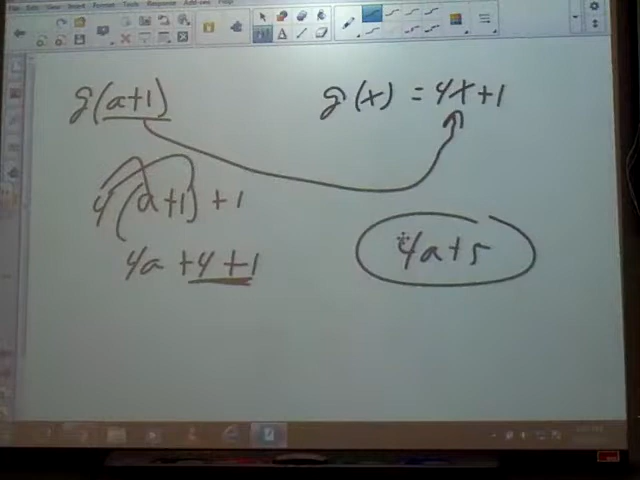 g(a+1)
g(x) = 4x+1
4(a+1) + 1
4a + 4 + 1
4a+5